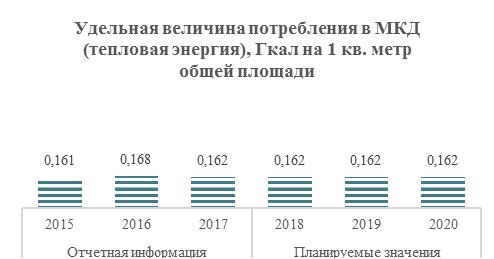 Удельная величина потребления в МКД
(тепловая энергия), Гкал на 1 кв. метр
общей площади
0,161 0,168 0,162 0,162 0,162 0,162
2015 2016 2017 2018 2019 2020
Отчетная информация Планируемые значения